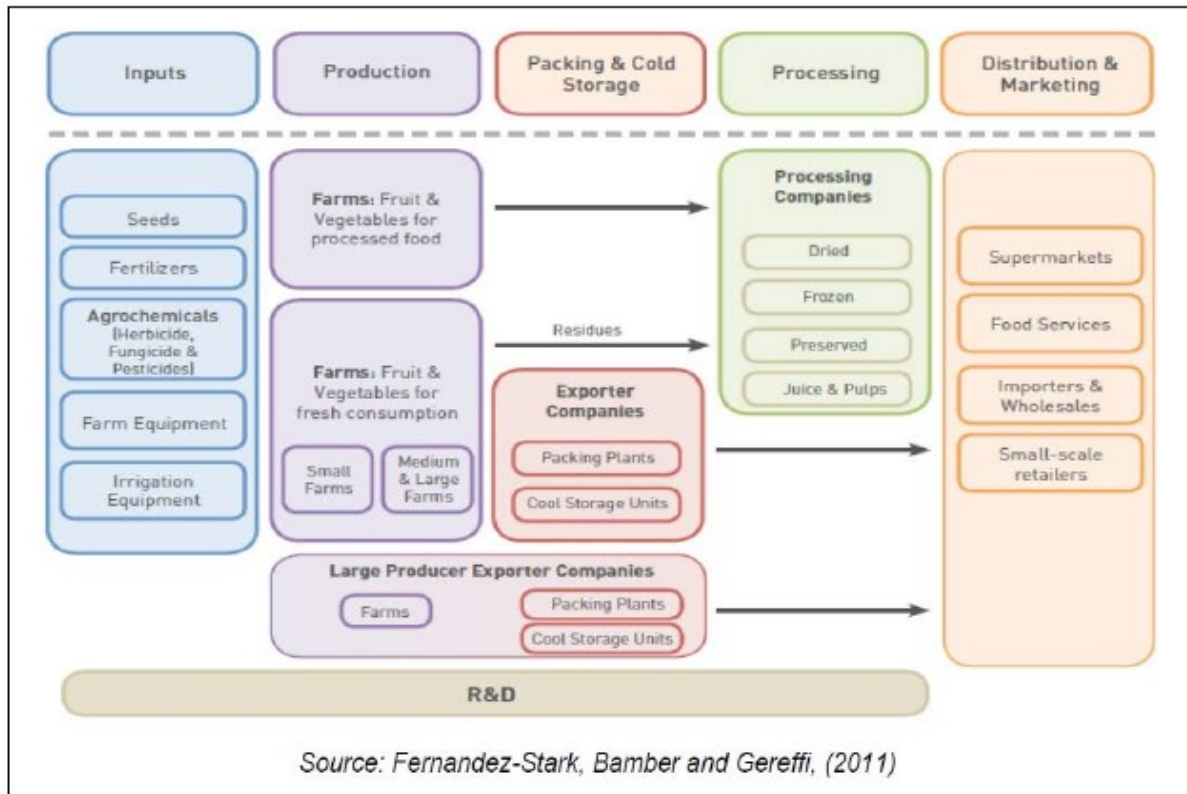 Inputs
Production
Packing & Cold
Storage
Processing
Distribution &
Marketing
Seeds
Fertilizers
Agrochemicals
(Herbicide,
Fungicide &
Pesticides)
Farm Equipment
Irrigation
Equipment
Farms: Fruit &
Vegetables for
processed food
Farms: Fruit &
Vegetables for
fresh consumption
Small
Farms
Medium
& Large
Farms
Residues
Exporter
Companies
Packing Plants
Cool Storage Units
Large Producer Exporter Companies
Farms
Packing Plants
Cool Storage Units
Processing
Companies
Dried
Frozen
Preserved
Juice & Pulps
Supermarkets
Food Services
Importers &
Wholesales
Small-scale
retailers
R&D
Source: Fernandez-Stark, Bamber and Gereffi, (2011)